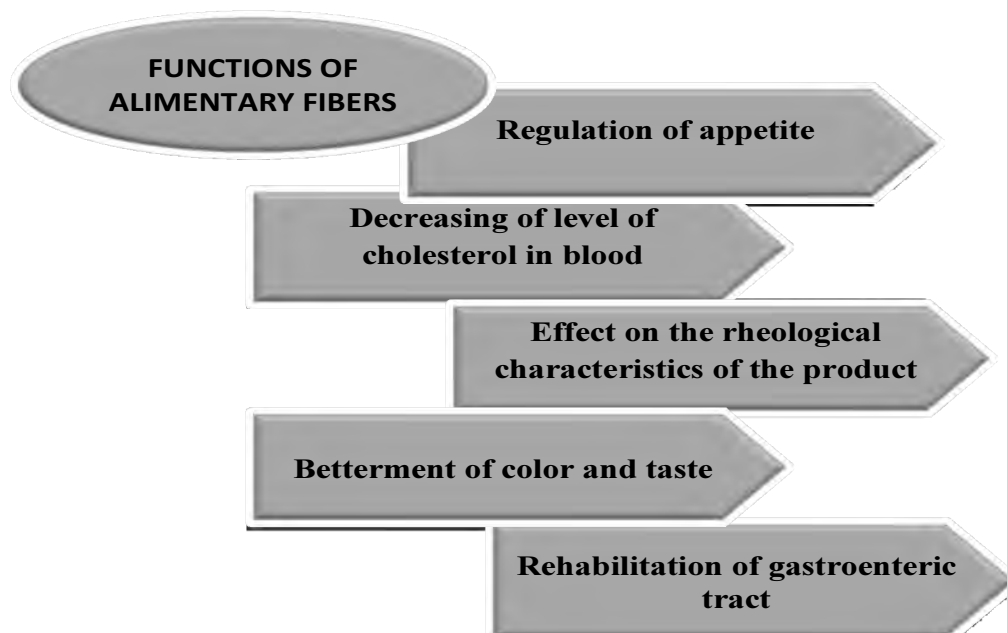 FUNCTIONS OF
ALIMENTARY FIBERS
Regulation of appetite
Decreasing of level of
cholesterol in blood
Effect on the rheological
characteristics of the product
Betterment of color and taste
Rehabilitation of gastroenteric
tract